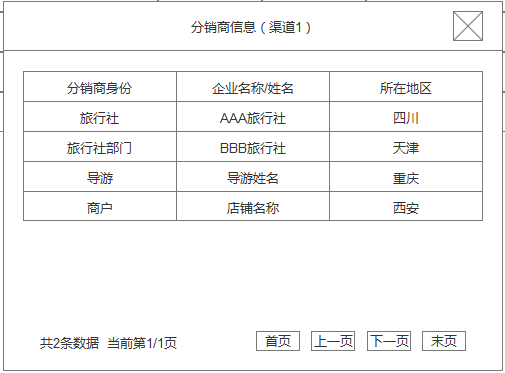 分销商信息（渠道1）
分销商身份 企业名称/姓名 所在地区
旅行社 AAA旅行社 四川
旅行社部门 BBB旅行社 天津
导游 导游姓名 重庆
商户 店铺名称 西安
共2条数据 当前第1/1页 首页 上一页 下一页 末页